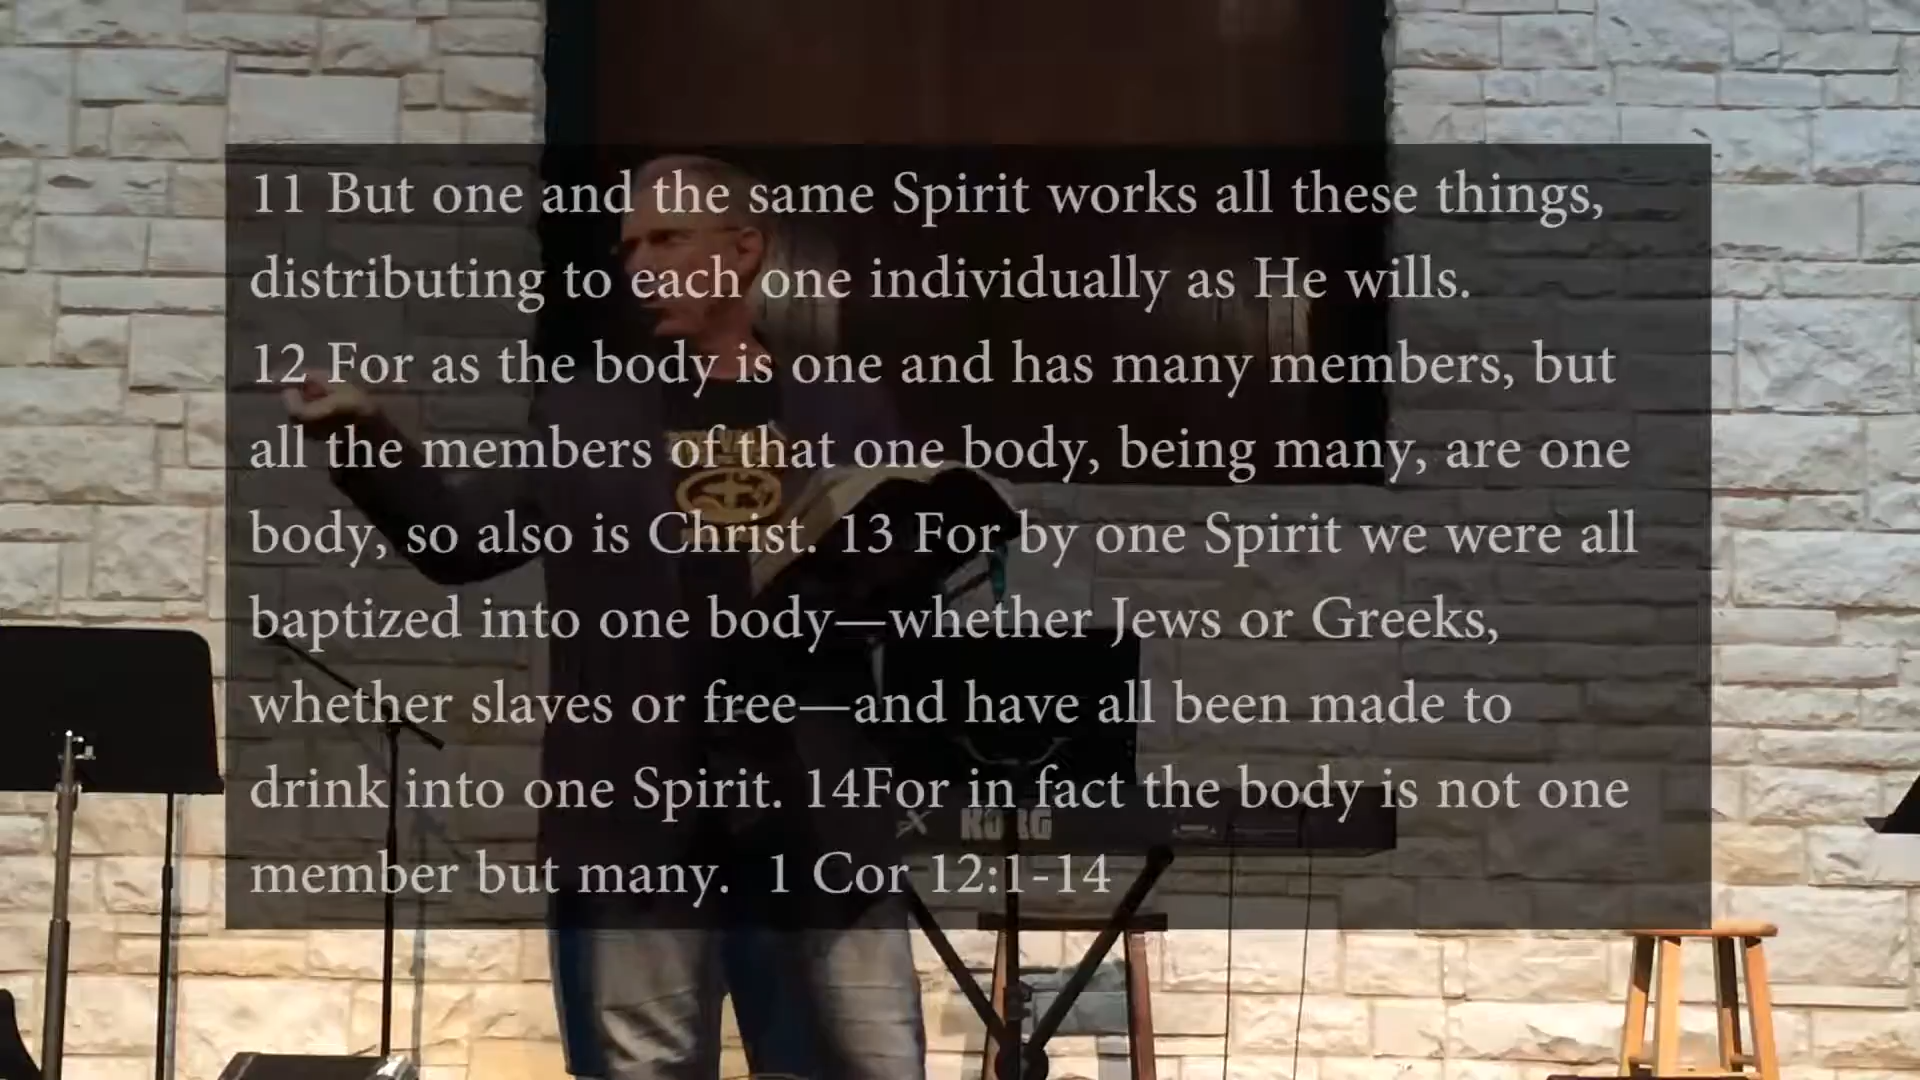 11 But one and the same Spirit works all these things,
distributing to each one individually as He wills.
12 For as the body is one and has many members, but
all the members of that one body, being many, are one
body, so also is Christ. 13 For by one Spirit we were all
baptized into one body—whether Jews or Greeks,
whether slaves or free—and have all been made to
drink into one Spirit. 14For in fact the body is not one
member but many.  1 Cor 12:1-14
KORG